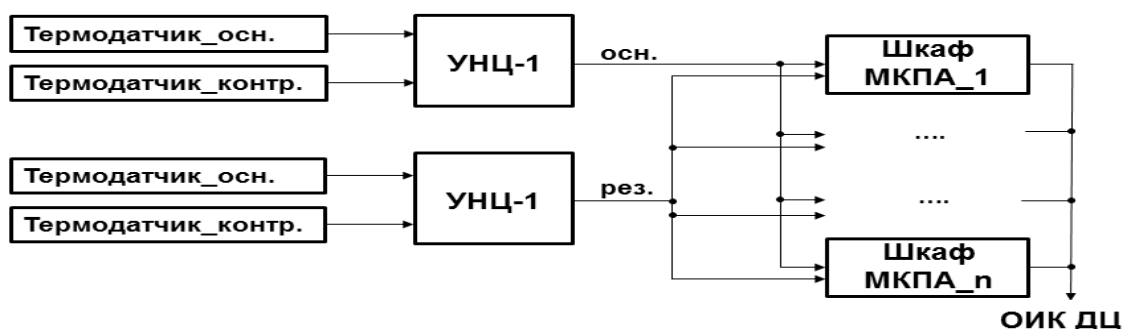 Термодатчик_осн.
Термодатчик_контр.
УНЦ-1
осн.
Шкаф
МКПА_1
....
Термодатчик_осн.
Термодатчик_контр.
УНЦ-1
рез.
....
Шкаф
МКПА_n
ОИК ДЦ